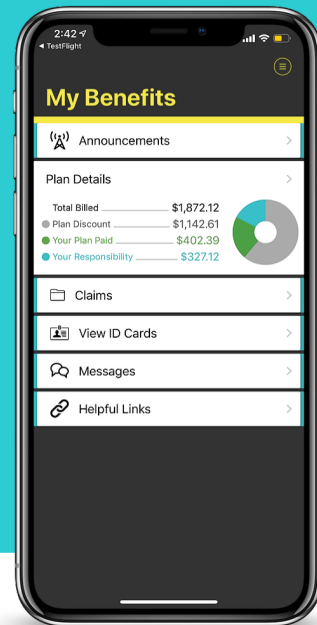 2:42
TestFlight
My Benefits
Announcements
Plan Details
Total Billed $1,872.12
Plan Discount $1,142.61
Your Plan Paid $402.39
Your Responsibility $327.12
Claims
View ID Cards
Messages
Helpful Links